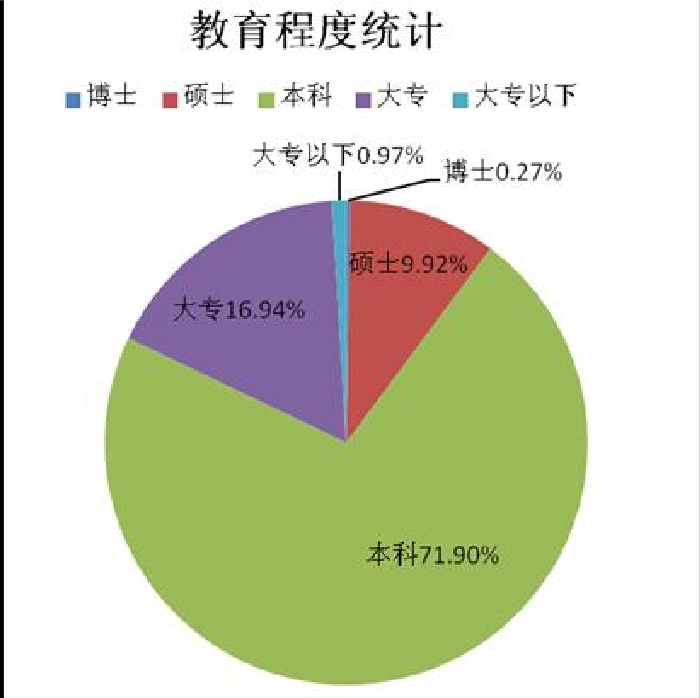 教育程度统计
博士 硕士 本科 大专 大专以下
大专以下0.97%
博士0.27%
硕士9.92%
大专16.94%
本科71.90%